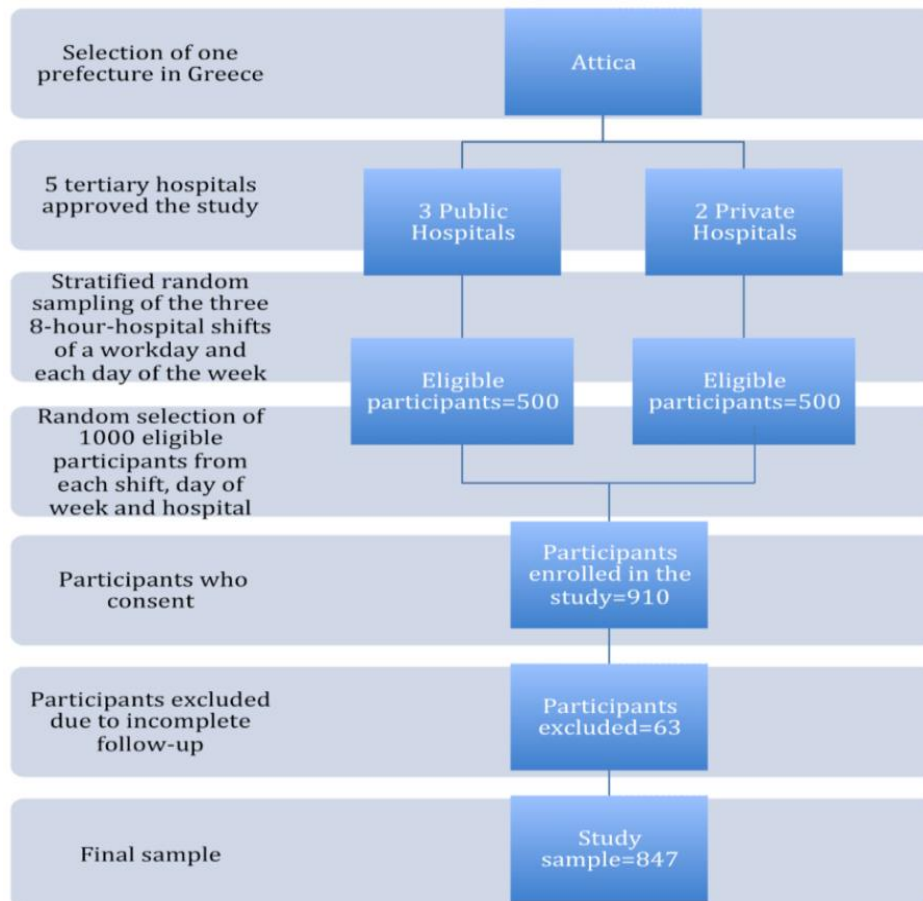 Selection of one
prefecture in Greece
Attica
5 tertiary hospitals
approved the study
3 Public
Hospitals
2 Private
Hospitals
Stratified random
sampling of the three
8-hour-hospital shifts
of a workday and
each day of the week
Eligible
participants=500
Eligible
participants=500
Random selection of
1000 eligible
participants from
each shift, day of
week and hospital
Participants who
consent
Participants
enrolled in the
study=910
Participants excluded
due to incomplete
follow-up
Participants
excluded=63
Final sample
Study
sample=847